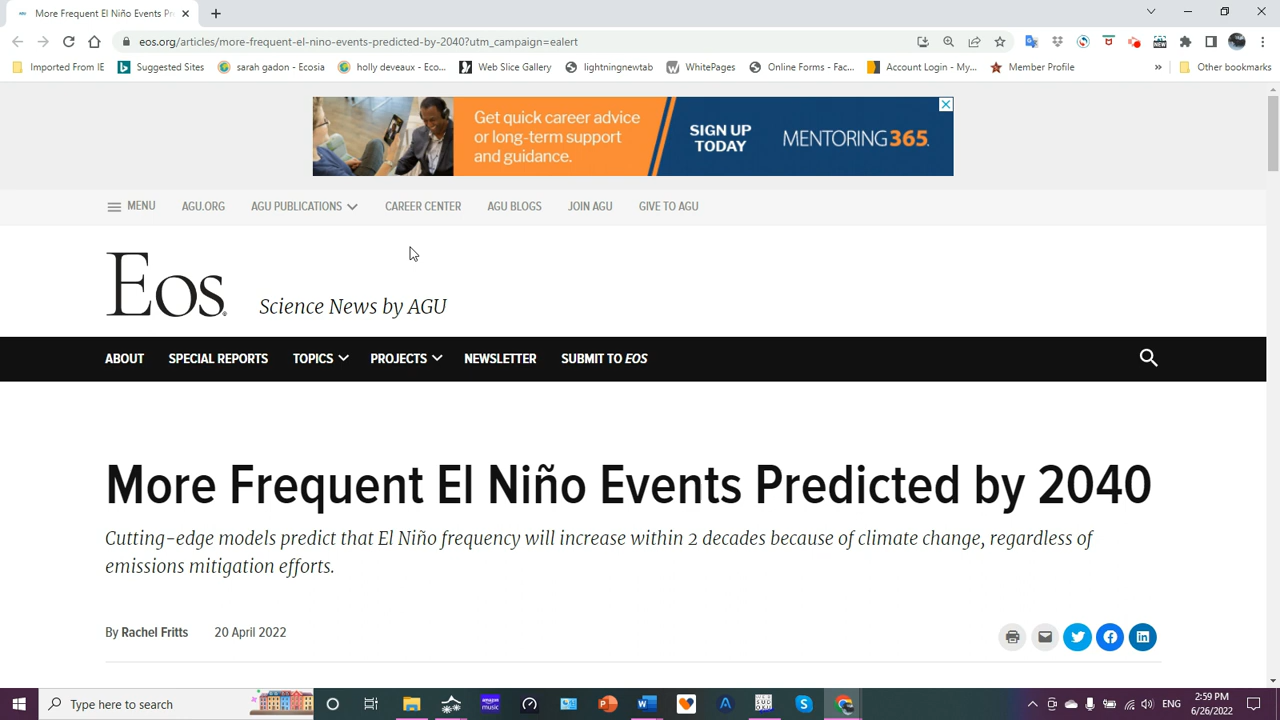 More Frequent El Niño Events Pr
eos.org/articles/more-frequent-el-nino-events-predicted-by-2040?utm_campaign=ealert
Imported From IE Suggested Sites sarah gadon - Ecosia holly deveaux - Eco... Web Slice Gallery lightningnewtab WhitePages Online Forms - Fac... Account Login - My... Member Profile » Other bookmarks
Get quick career advice
or long-term support
and guidance.
SIGN UP
TODAY
MENTORING365.
MENU AGU.ORG AGU PUBLICATIONS CAREER CENTER AGU BLOGS JOIN AGU GIVE TO AGU
Eos®
Science News by AGU
ABOUT SPECIAL REPORTS TOPICS PROJECTS NEWSLETTER SUBMIT TO EOS
More Frequent El Niño Events Predicted by 2040
Cutting-edge models predict that El Niño frequency will increase within 2 decades because of climate change, regardless of
emissions mitigation efforts.
By Rachel Fritts 20 April 2022
Type here to search
amazon music
ENG
2:59 PM
6/26/2022